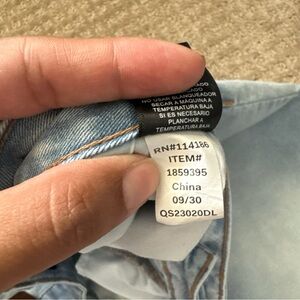 NO USAR BLANQUEADOR
SECAR A MAQUINA A
TEMPERATURA BAJA
SI ES NECESARIO
PLANCHAR A
TEMPERATURA BAJA
RN#114186
ITEM#
1859395
China
09/30
QS23020DL